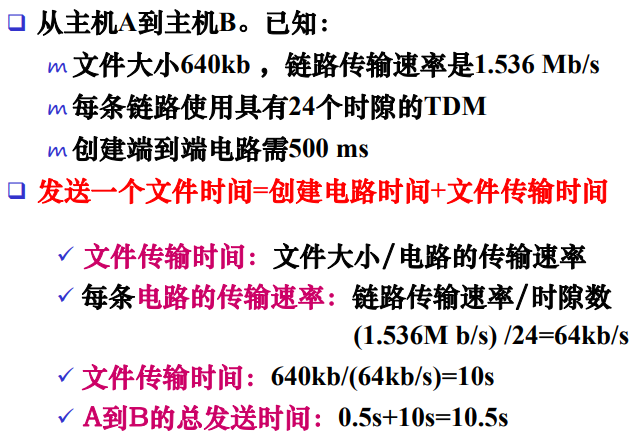 从主机A到主机B。已知：
文件大小640kb ，链路传输速率是1.536 Mb/s
每条链路使用具有24个时隙的TDM
创建端到端电路需500 ms
发送一个文件时间=创建电路时间+文件传输时间
文件传输时间：文件大小/电路的传输速率
每条电路的传输速率：链路传输速率/时隙数
(1.536M b/s) /24=64kb/s
文件传输时间：640kb/(64kb/s)=10s
A到B的总发送时间：0.5s+10s=10.5s